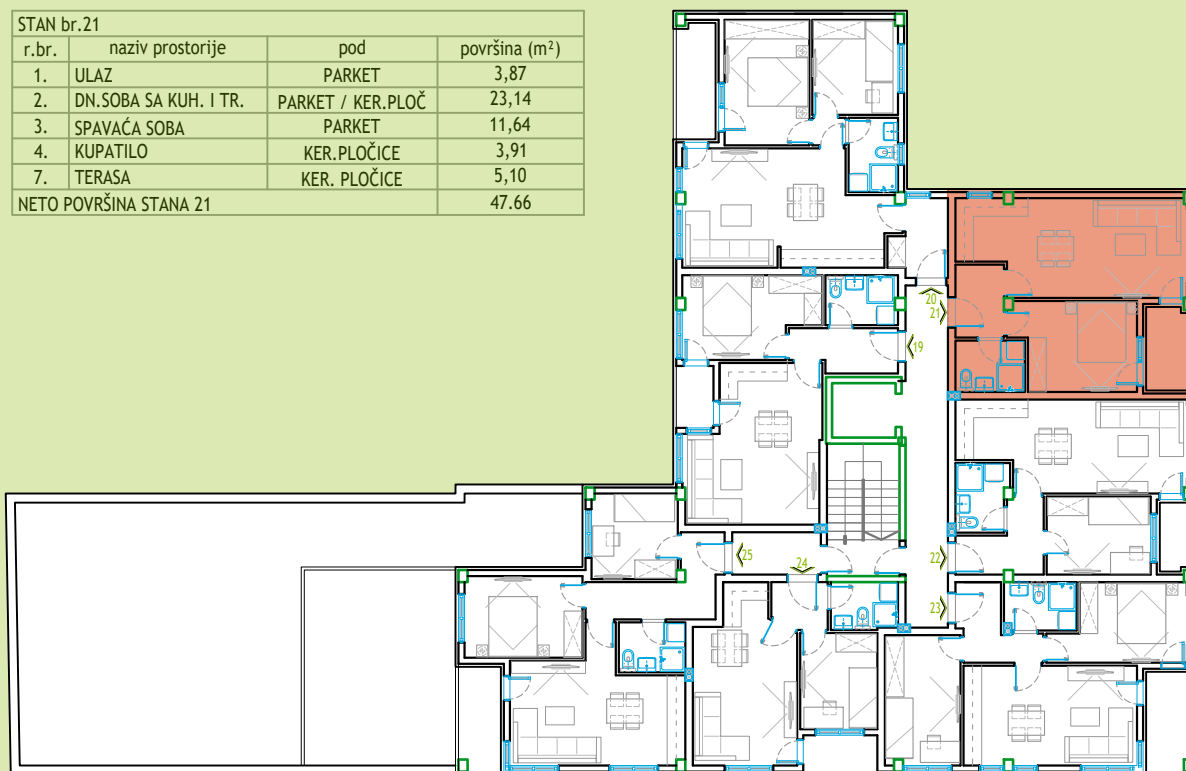 STAN br.21
r.br. naziv prostorije pod površina (m²)
1. ULAZ PARKET 3,87
2. DN.SOBA SA KUH. I TR. PARKET / KER.PLOČ 23,14
3. SPAVAĆA SOBA PARKET 11,64
4. KUPATILO KER.PLOČICE 3,91
7. TERASA KER. PLOČICE 5,10
NETO POVRŠINA STANA 21 47.66
20
21
19
25
24
22
23